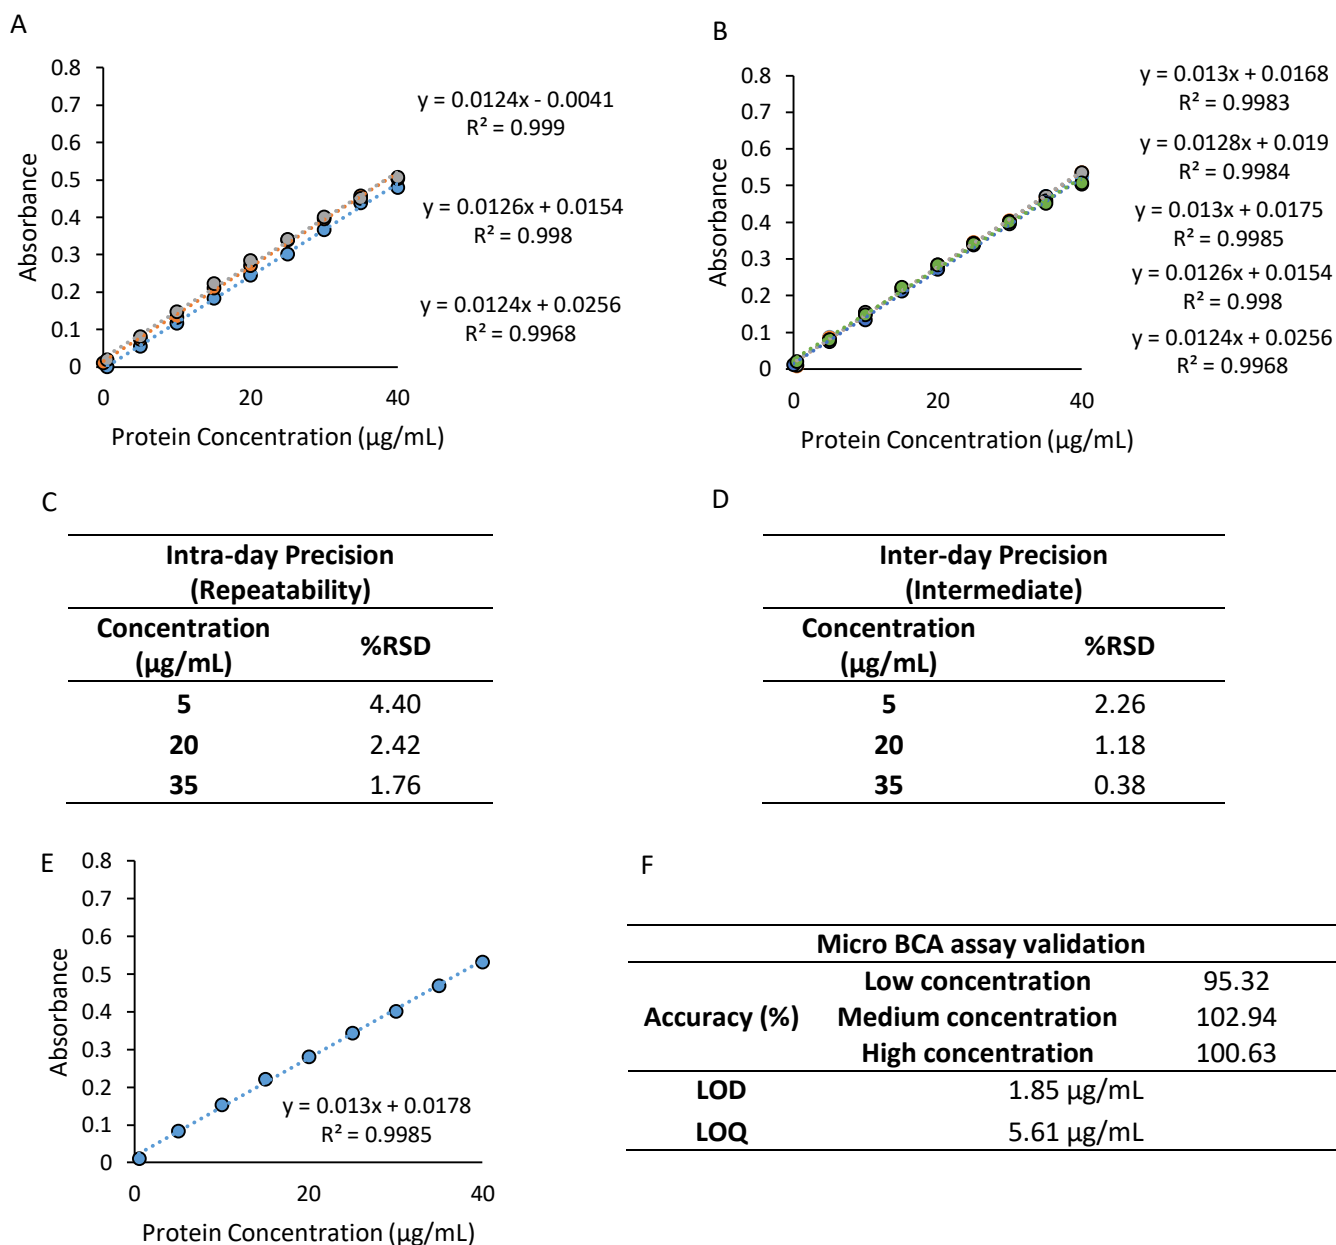 A
0.8
0.7
0.6
0.5
0.4
0.3
0.2
0.1
0
0
20
40
Absorbance
Protein Concentration (µg/mL)
y = 0.0124x - 0.0041
R² = 0.999
y = 0.0126x + 0.0154
R² = 0.998
y = 0.0124x + 0.0256
R² = 0.9968
B
0.8
0.7
0.6
0.5
0.4
0.3
0.2
0.1
0
0
20
40
Absorbance
Protein Concentration (µg/mL)
y = 0.013x + 0.0168
R² = 0.9983
y = 0.0128x + 0.019
R² = 0.9984
y = 0.013x + 0.0175
R² = 0.9985
y = 0.0126x + 0.0154
R² = 0.998
y = 0.0124x + 0.0256
R² = 0.9968
C
Intra-day Precision
(Repeatability)
Concentration
(µg/mL)
%RSD
5 4.40
20 2.42
35 1.76
D
Inter-day Precision
(Intermediate)
Concentration
(µg/mL)
%RSD
5 2.26
20 1.18
35 0.38
E
0.8
0.7
0.6
0.5
0.4
0.3
0.2
0.1
0
0
20
40
Absorbance
Protein Concentration (µg/mL)
y = 0.013x + 0.0178
R² = 0.9985
F
Micro BCA assay validation
Accuracy (%)
Low concentration 95.32
Medium concentration 102.94
High concentration 100.63
LOD 1.85 µg/mL
LOQ 5.61 µg/mL